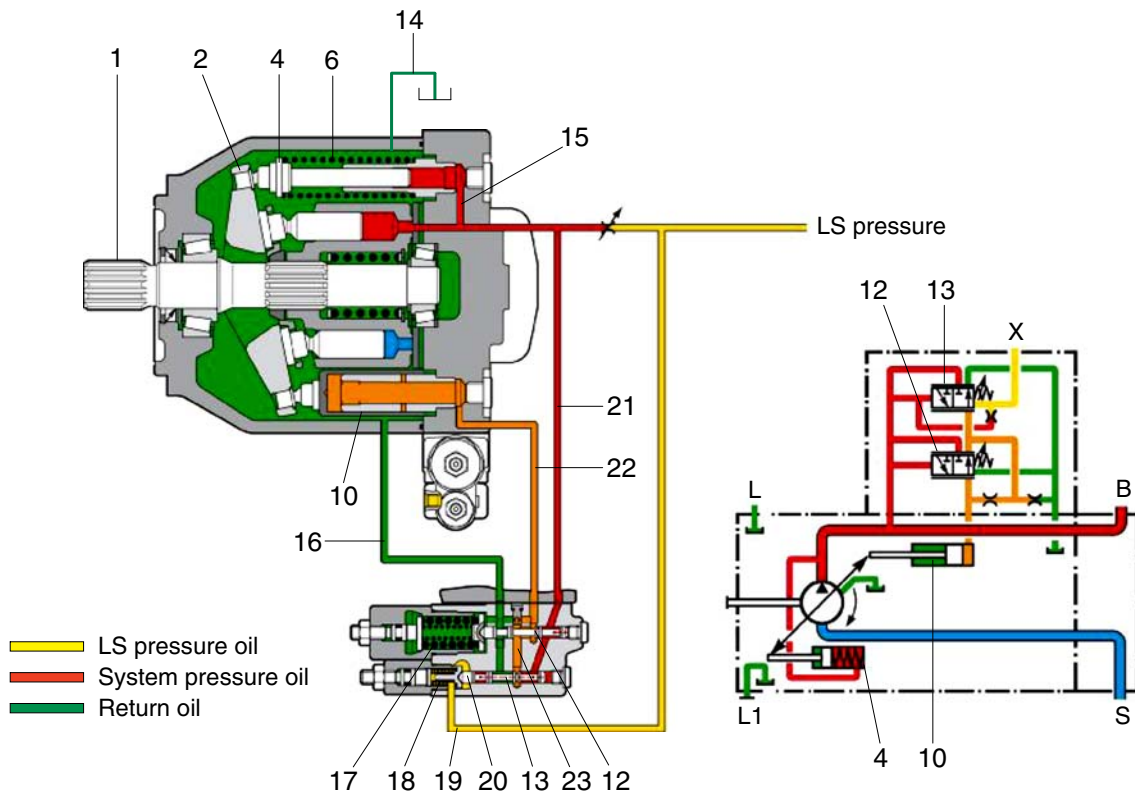 14
1 2 4 6
15
LS pressure
12 13
X
21
22
10
L
B
16
10
LS pressure oil
System pressure oil
Return oil
L1
S
17 18 19 20 13 23 12
4 10